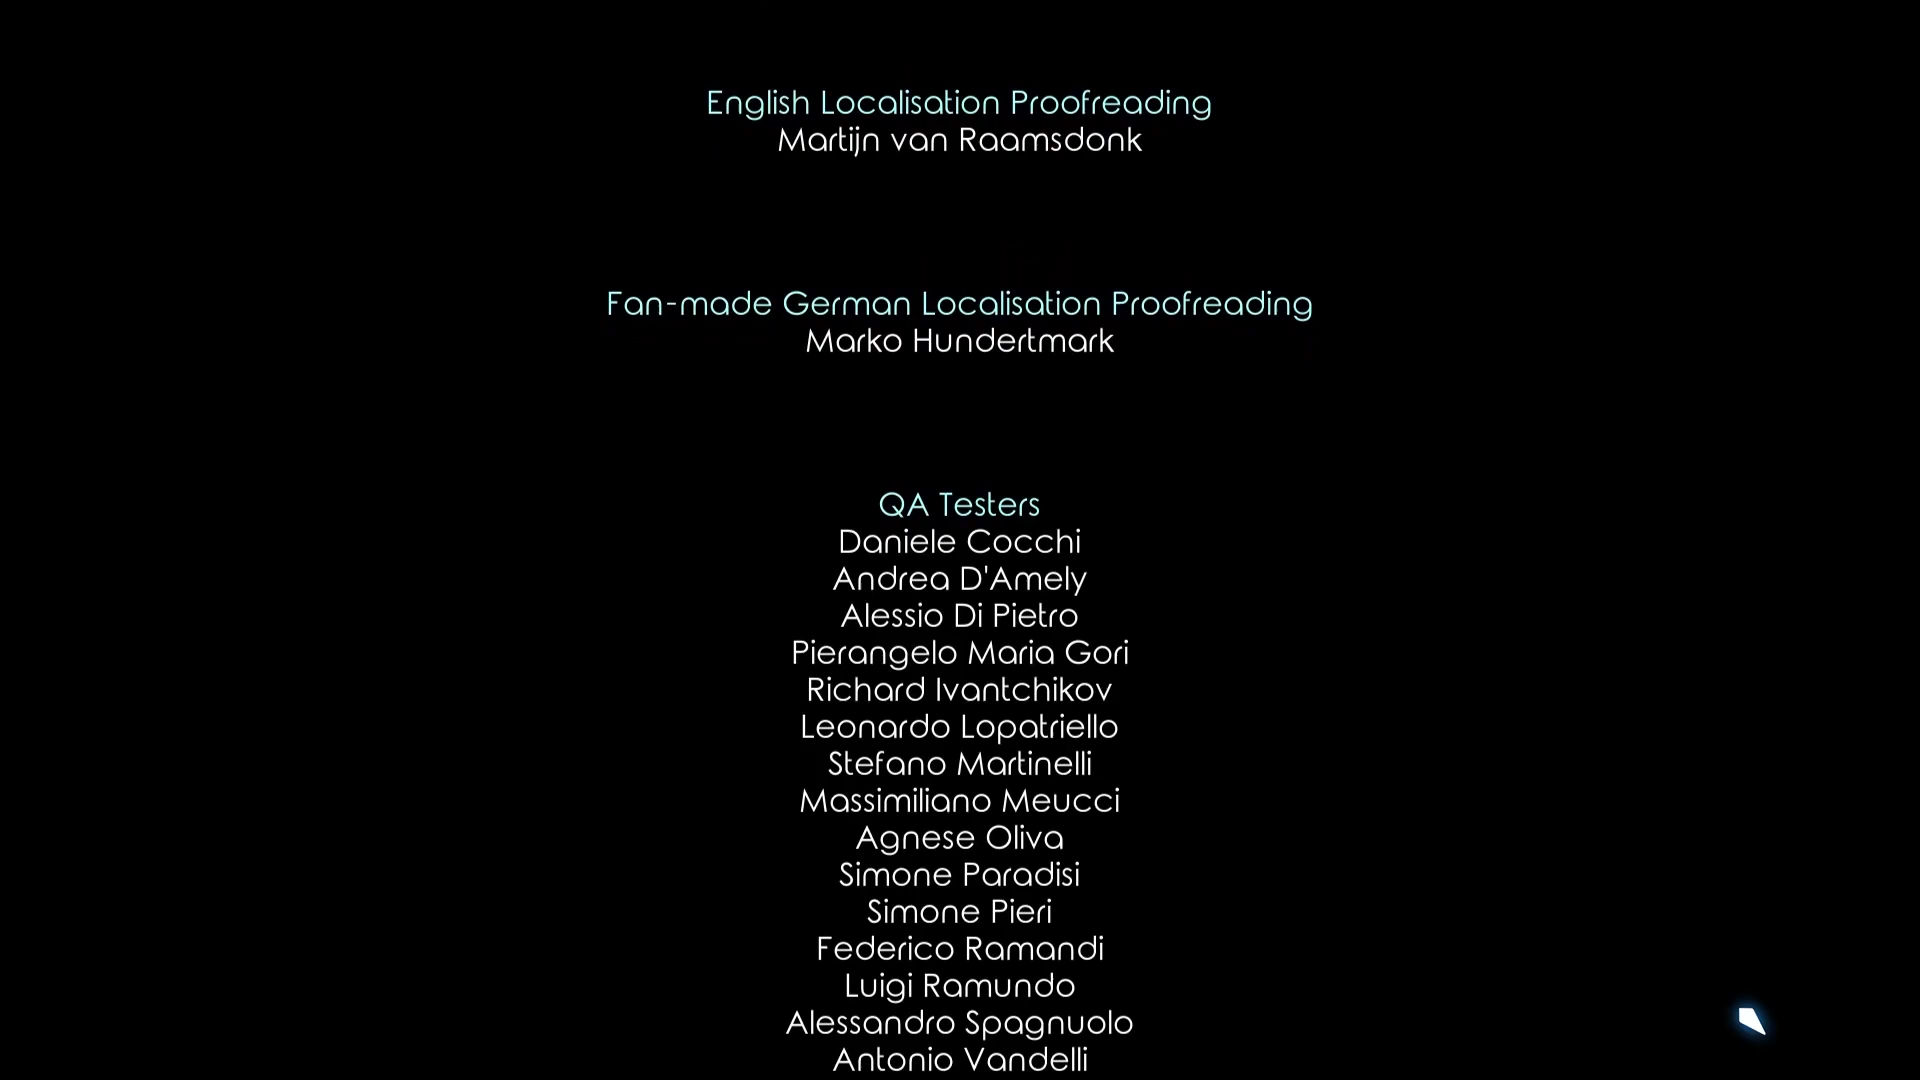 English Localisation Proofreading
Martijn van Raamsdonk
Fan-made German Localisation Proofreading
Marko Hundertmark
QA Testers
Daniele Cocchi
Andrea D'Amely
Alessio Di Pietro
Pierangelo Maria Gori
Richard Ivantchikov
Leonardo Lopatriello
Stefano Martinelli
Massimiliano Meucci
Agnese Oliva
Simone Paradisi
Simone Pieri
Federico Ramandi
Luigi Ramundo
Alessandro Spagnuolo
Antonio Vandelli